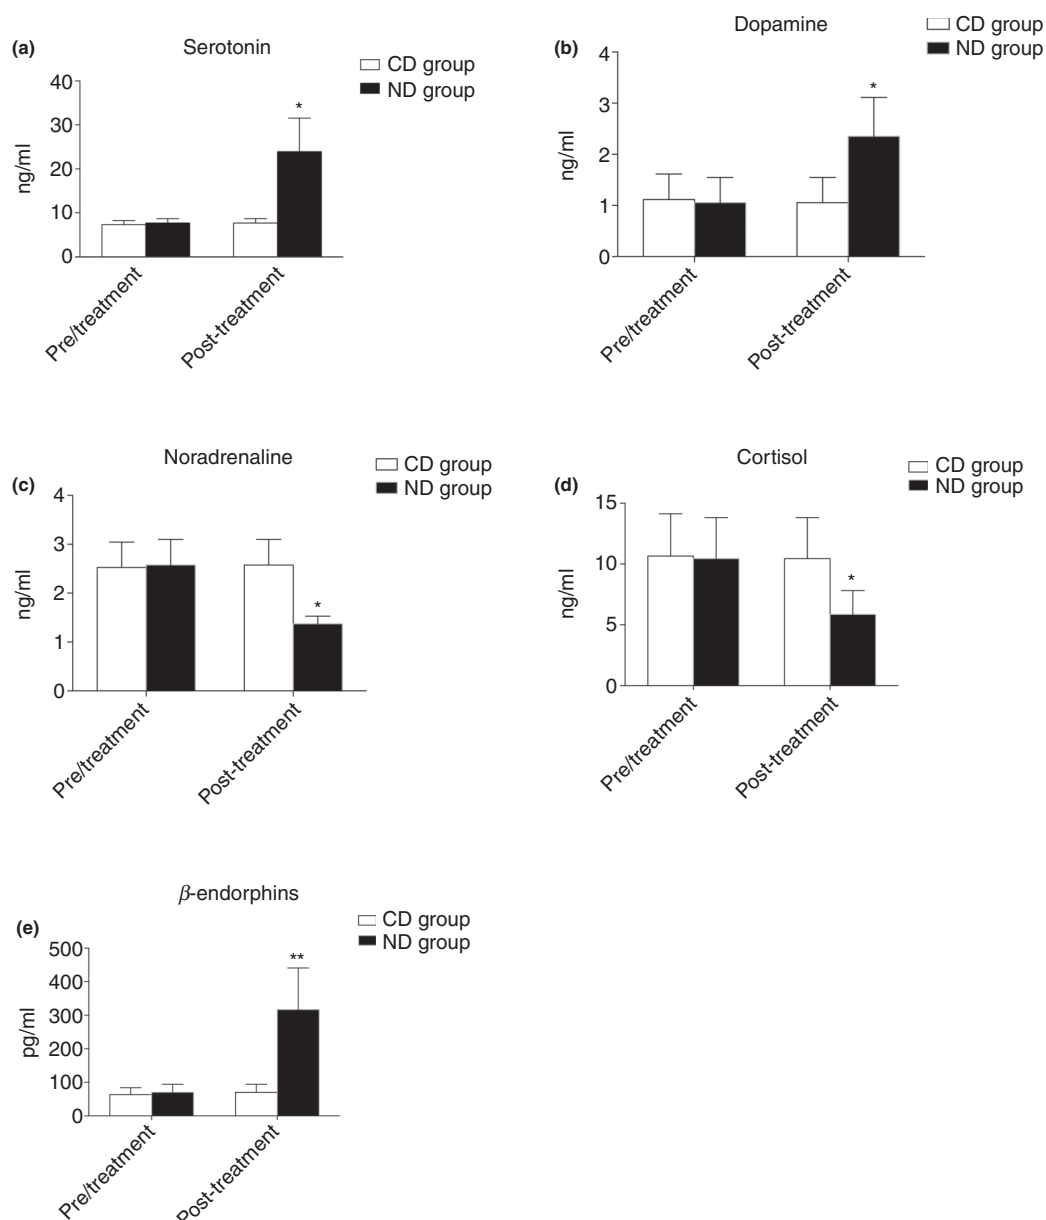 (a)
Serotonin
CD group
ND group
ng/ml
40
30
20
10
0
*
Pre/treatment
Post-treatment
(b)
Dopamine
CD group
ND group
ng/ml
4
3
2
1
0
*
Pre/treatment
Post-treatment
(c)
Noradrenaline
CD group
ND group
ng/ml
4
3
2
1
0
*
Pre/treatment
Post-treatment
(d)
Cortisol
CD group
ND group
ng/ml
15
10
5
0
*
Pre/treatment
Post-treatment
(e)
β-endorphins
CD group
ND group
pg/ml
500
400
300
200
100
0
**
Pre/treatment
Post-treatment